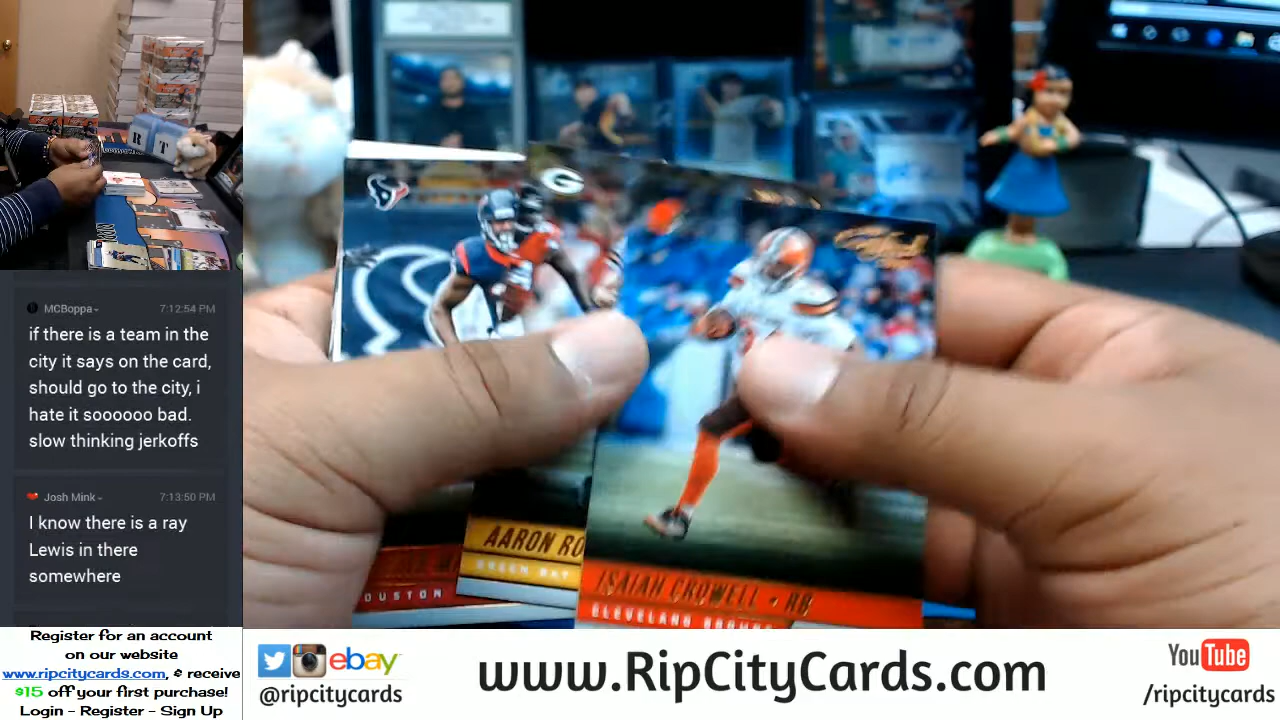 MCBoppa
7:12:54 PM
if there is a team in the
city it says on the card,
should go to the city, i
hate it soooooo bad.
slow thinking jerkoffs
Josh Mink
7:13:50 PM
I know there is a ray
Lewis in there
somewhere
Register for an account
on our website
www.ripcitycards.com, & receive
$15 off your first purchase!
Login - Register - Sign Up
R T
G
AARON RO
GREEN BAY
OUSTON
ISAIAH CROWELL • RB
CLEVELAND BROWNS
ebay
@ripcitycards
www.RipCityCards.com
YouTube
/ripcitycards